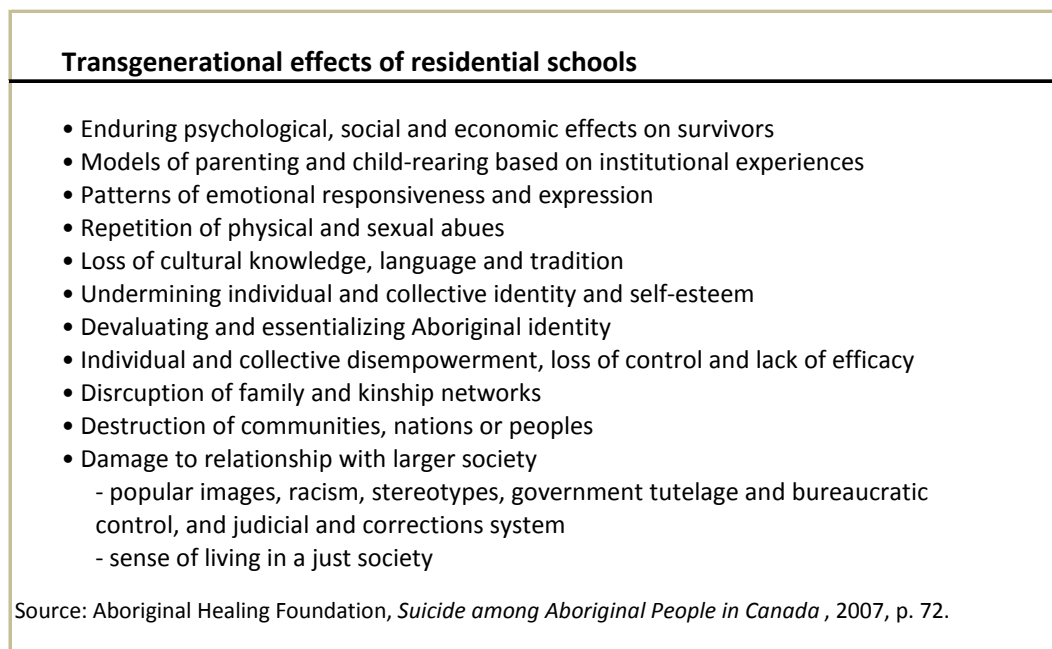 Transgenerational effects of residential schools
• Enduring psychological, social and economic effects on survivors
• Models of parenting and child-rearing based on institutional experiences
• Patterns of emotional responsiveness and expression
• Repetition of physical and sexual abues
• Loss of cultural knowledge, language and tradition
• Undermining individual and collective identity and self-esteem
• Devaluating and essentializing Aboriginal identity
• Individual and collective disempowerment, loss of control and lack of efficacy
• Disrcuption of family and kinship networks
• Destruction of communities, nations or peoples
• Damage to relationship with larger society
- popular images, racism, stereotypes, government tutelage and bureaucratic
control, and judicial and corrections system
- sense of living in a just society
Source: Aboriginal Healing Foundation, Suicide among Aboriginal People in Canada , 2007, p. 72.